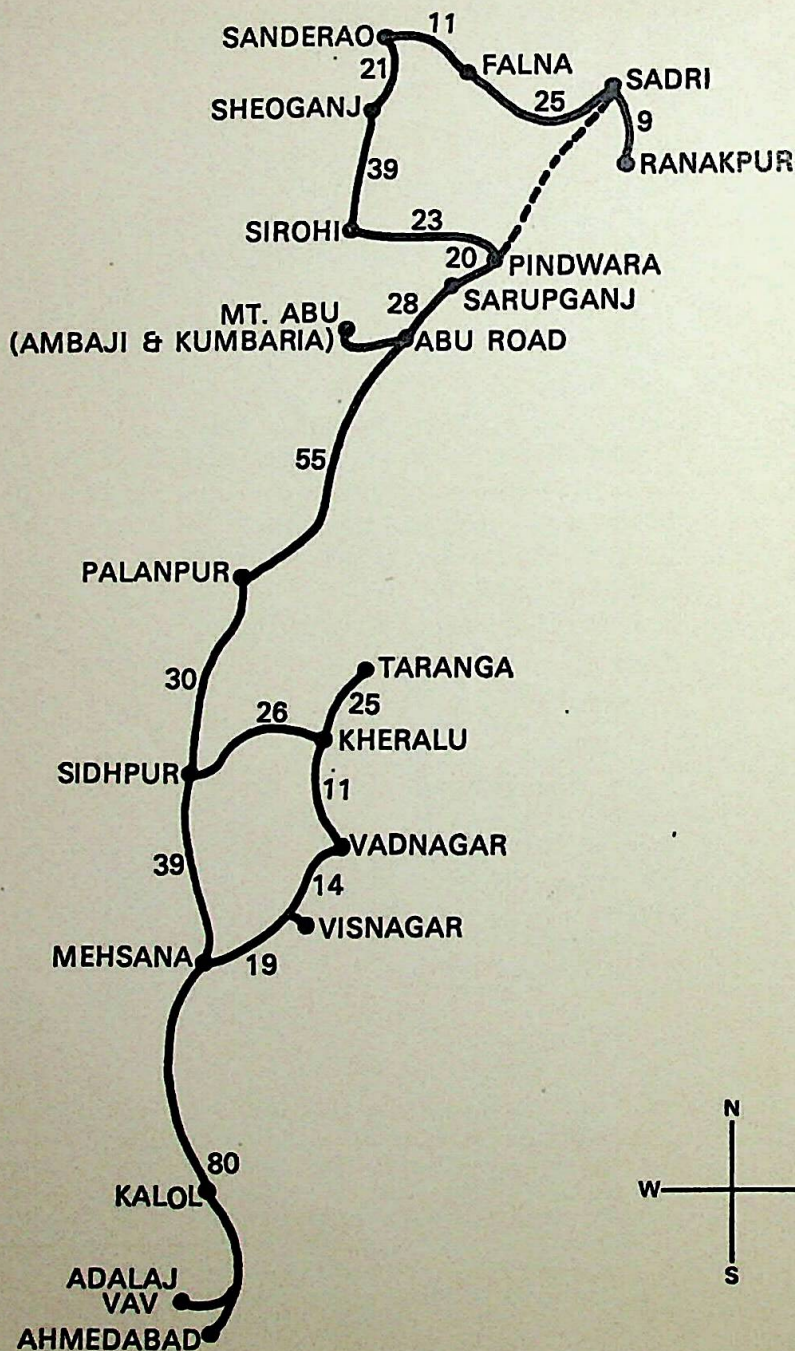 SANDERAO
11
FALNA
SADRI
21
25
SHEOGANJ
9
RANAKPUR
39
SIROHI
23
20
PINDWARA
SARUPGANJ
MT. ABU
(AMBAJI & KUMBARIA)
28
ABU ROAD
55
PALANPUR
30
TARANGA
25
26
KHERALU
SIDHPUR
11
39
VADNAGAR
14
VISNAGAR
MEHSANA
19
80
KALOL
N
W
S
ADALAJ
VAV
AHMEDABAD